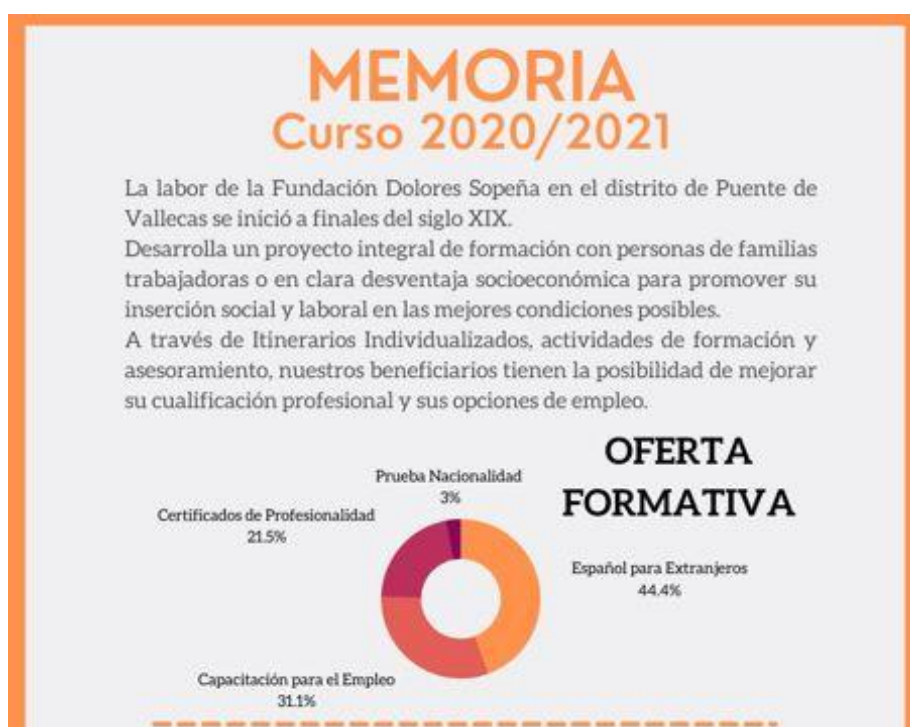 MEMORIA
Curso 2020/2021
La labor de la Fundación Dolores Sopeña en el distrito de Puente de
Vallecas se inició a finales del siglo XIX.
Desarrolla un proyecto integral de formación con personas de familias
trabajadoras o en clara desventaja socioeconómica para promover su
inserción social y laboral en las mejores condiciones posibles.
A través de Itinerarios Individualizados, actividades de formación y
asesoramiento, nuestros beneficiarios tienen la posibilidad de mejorar
su cualificación profesional y sus opciones de empleo.
OFERTA
FORMATIVA
Prueba Nacionalidad
3%
Certificados de Profesionalidad
21.5%
Español para Extranjeros
44.4%
Capacitación para el Empleo
31.1%